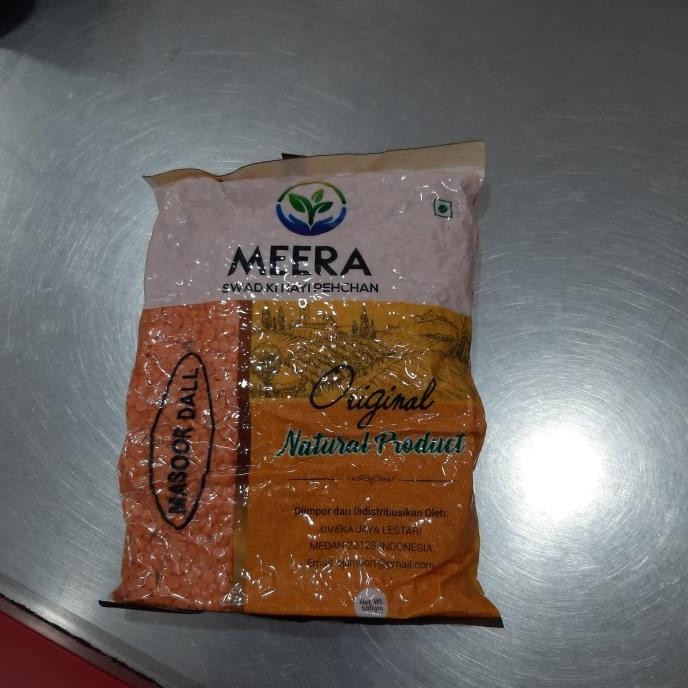 MEERA
SWAD KI NAYI PEHCHAN
MASOOR DALL
Original
Natural Product
Diimpor dan Didistribusikan Oleh:
CV.EKA JAYA LESTARI
MEDAN 20128-INDONESIA
Email:
Net. Wt.
500gm